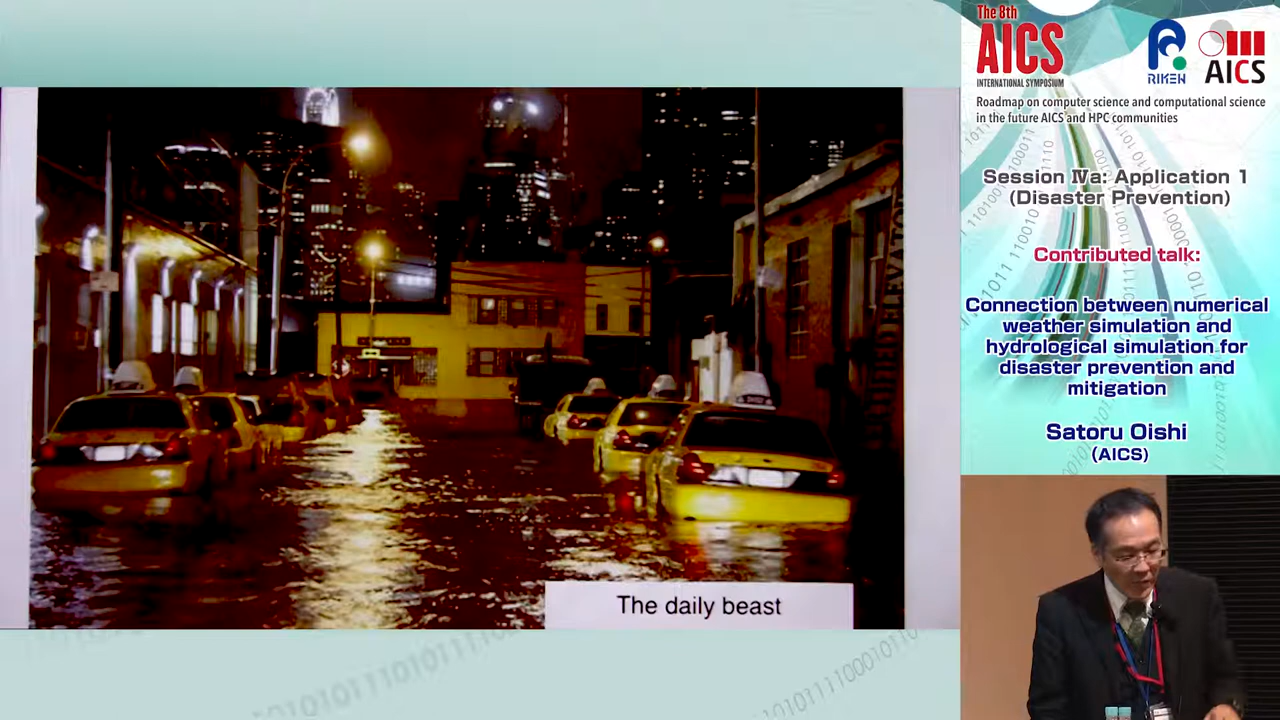 The daily beast
The 8th
AICS
INTERNATIONAL SYMPOSIUM
RIKEN
AICS
Roadmap on computer science and computational science
in the future AICS and HPC communities
Session Ⅳa: Application 1
(Disaster Prevention)
Contributed talk:
Connection between numerical
weather simulation and
hydrological simulation for
disaster prevention and
mitigation
Satoru Oishi
(AICS)